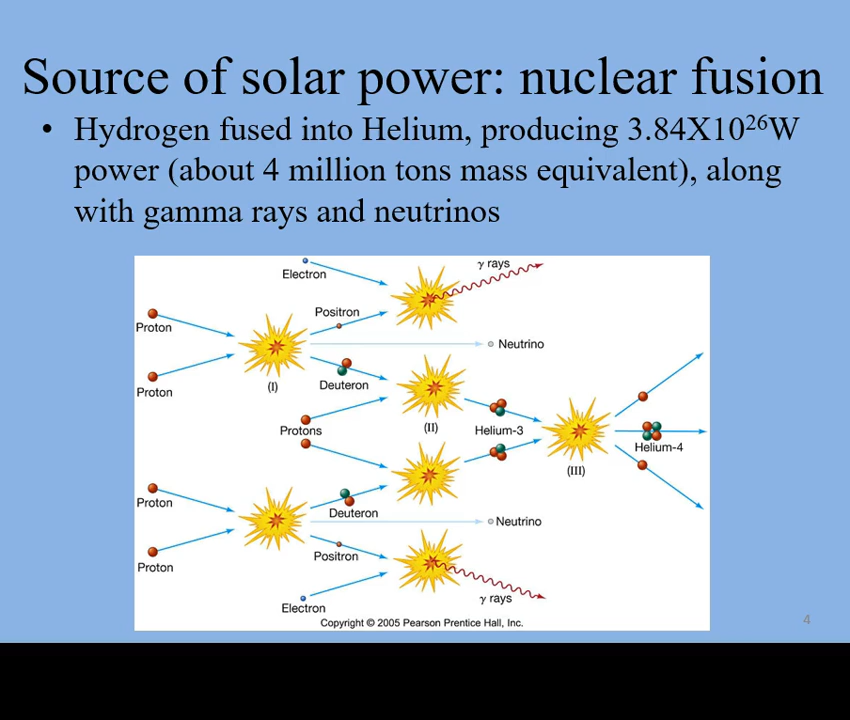 Source of solar power: nuclear fusion
• Hydrogen fused into Helium, producing 3.84X10²⁶W
power (about 4 million tons mass equivalent), along
with gamma rays and neutrinos
γ rays
Electron
Positron
Proton
Neutrino
(I)
Deuteron
Proton
Protons
(II)
Helium-3
Helium-4
(III)
Proton
Deuteron
Neutrino
Positron
Proton
γ rays
Electron
Copyright © 2005 Pearson Prentice Hall, Inc.
4